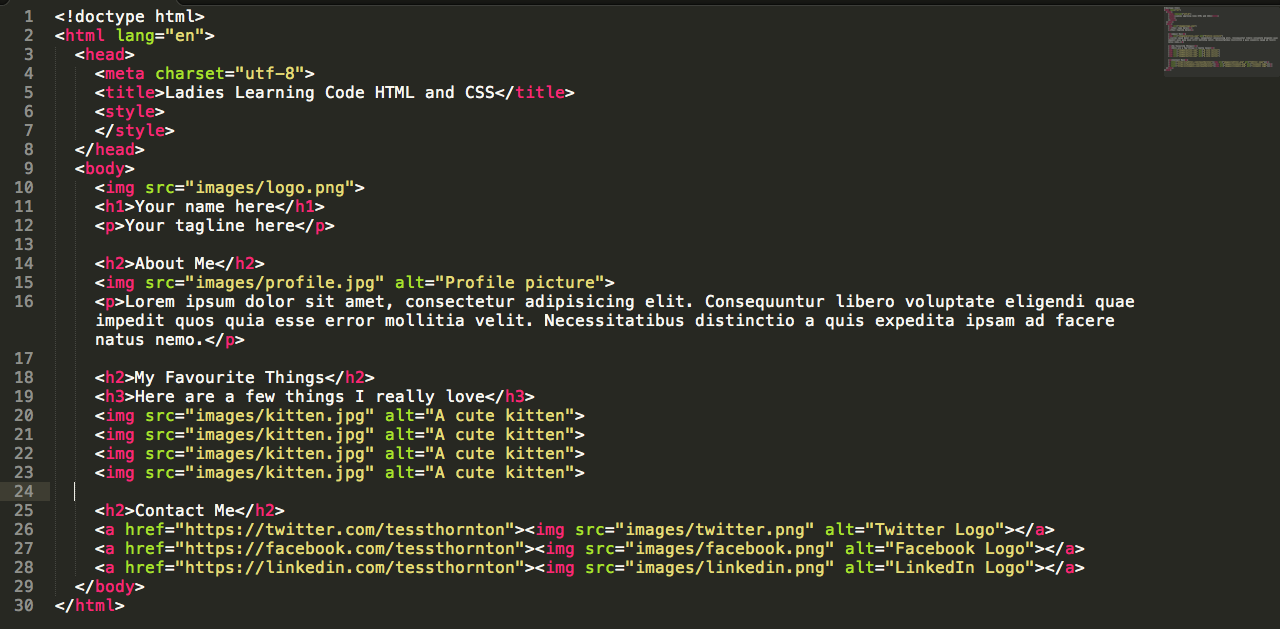 1 <!doctype html>
2 <html lang="en">
3 <head>
4 <meta charset="utf-8">
5 <title>Ladies Learning Code HTML and CSS</title>
6 <style>
7 </style>
8 </head>
9 <body>
10 <img src="images/logo.png">
11 <h1>Your name here</h1>
12 <p>Your tagline here</p>
13
14 <h2>About Me</h2>
15 <img src="images/profile.jpg" alt="Profile picture">
16 <p>Lorem ipsum dolor sit amet, consectetur adipisicing elit. Consequuntur libero voluptate eligendi quae
impedit quos quia esse error mollitia velit. Necessitatibus distinctio a quis expedita ipsam ad facere
natus nemo.</p>
17
18 <h2>My Favourite Things</h2>
19 <h3>Here are a few things I really love</h3>
20 <img src="images/kitten.jpg" alt="A cute kitten">
21 <img src="images/kitten.jpg" alt="A cute kitten">
22 <img src="images/kitten.jpg" alt="A cute kitten">
23 <img src="images/kitten.jpg" alt="A cute kitten">
24
25 <h2>Contact Me</h2>
26 <a href="https://twitter.com/tessthornton"><img src="images/twitter.png" alt="Twitter Logo"></a>
27 <a href="https://facebook.com/tessthornton"><img src="images/facebook.png" alt="Facebook Logo"></a>
28 <a href="https://linkedin.com/tessthornton"><img src="images/linkedin.png" alt="LinkedIn Logo"></a>
29 </body>
30 </html>